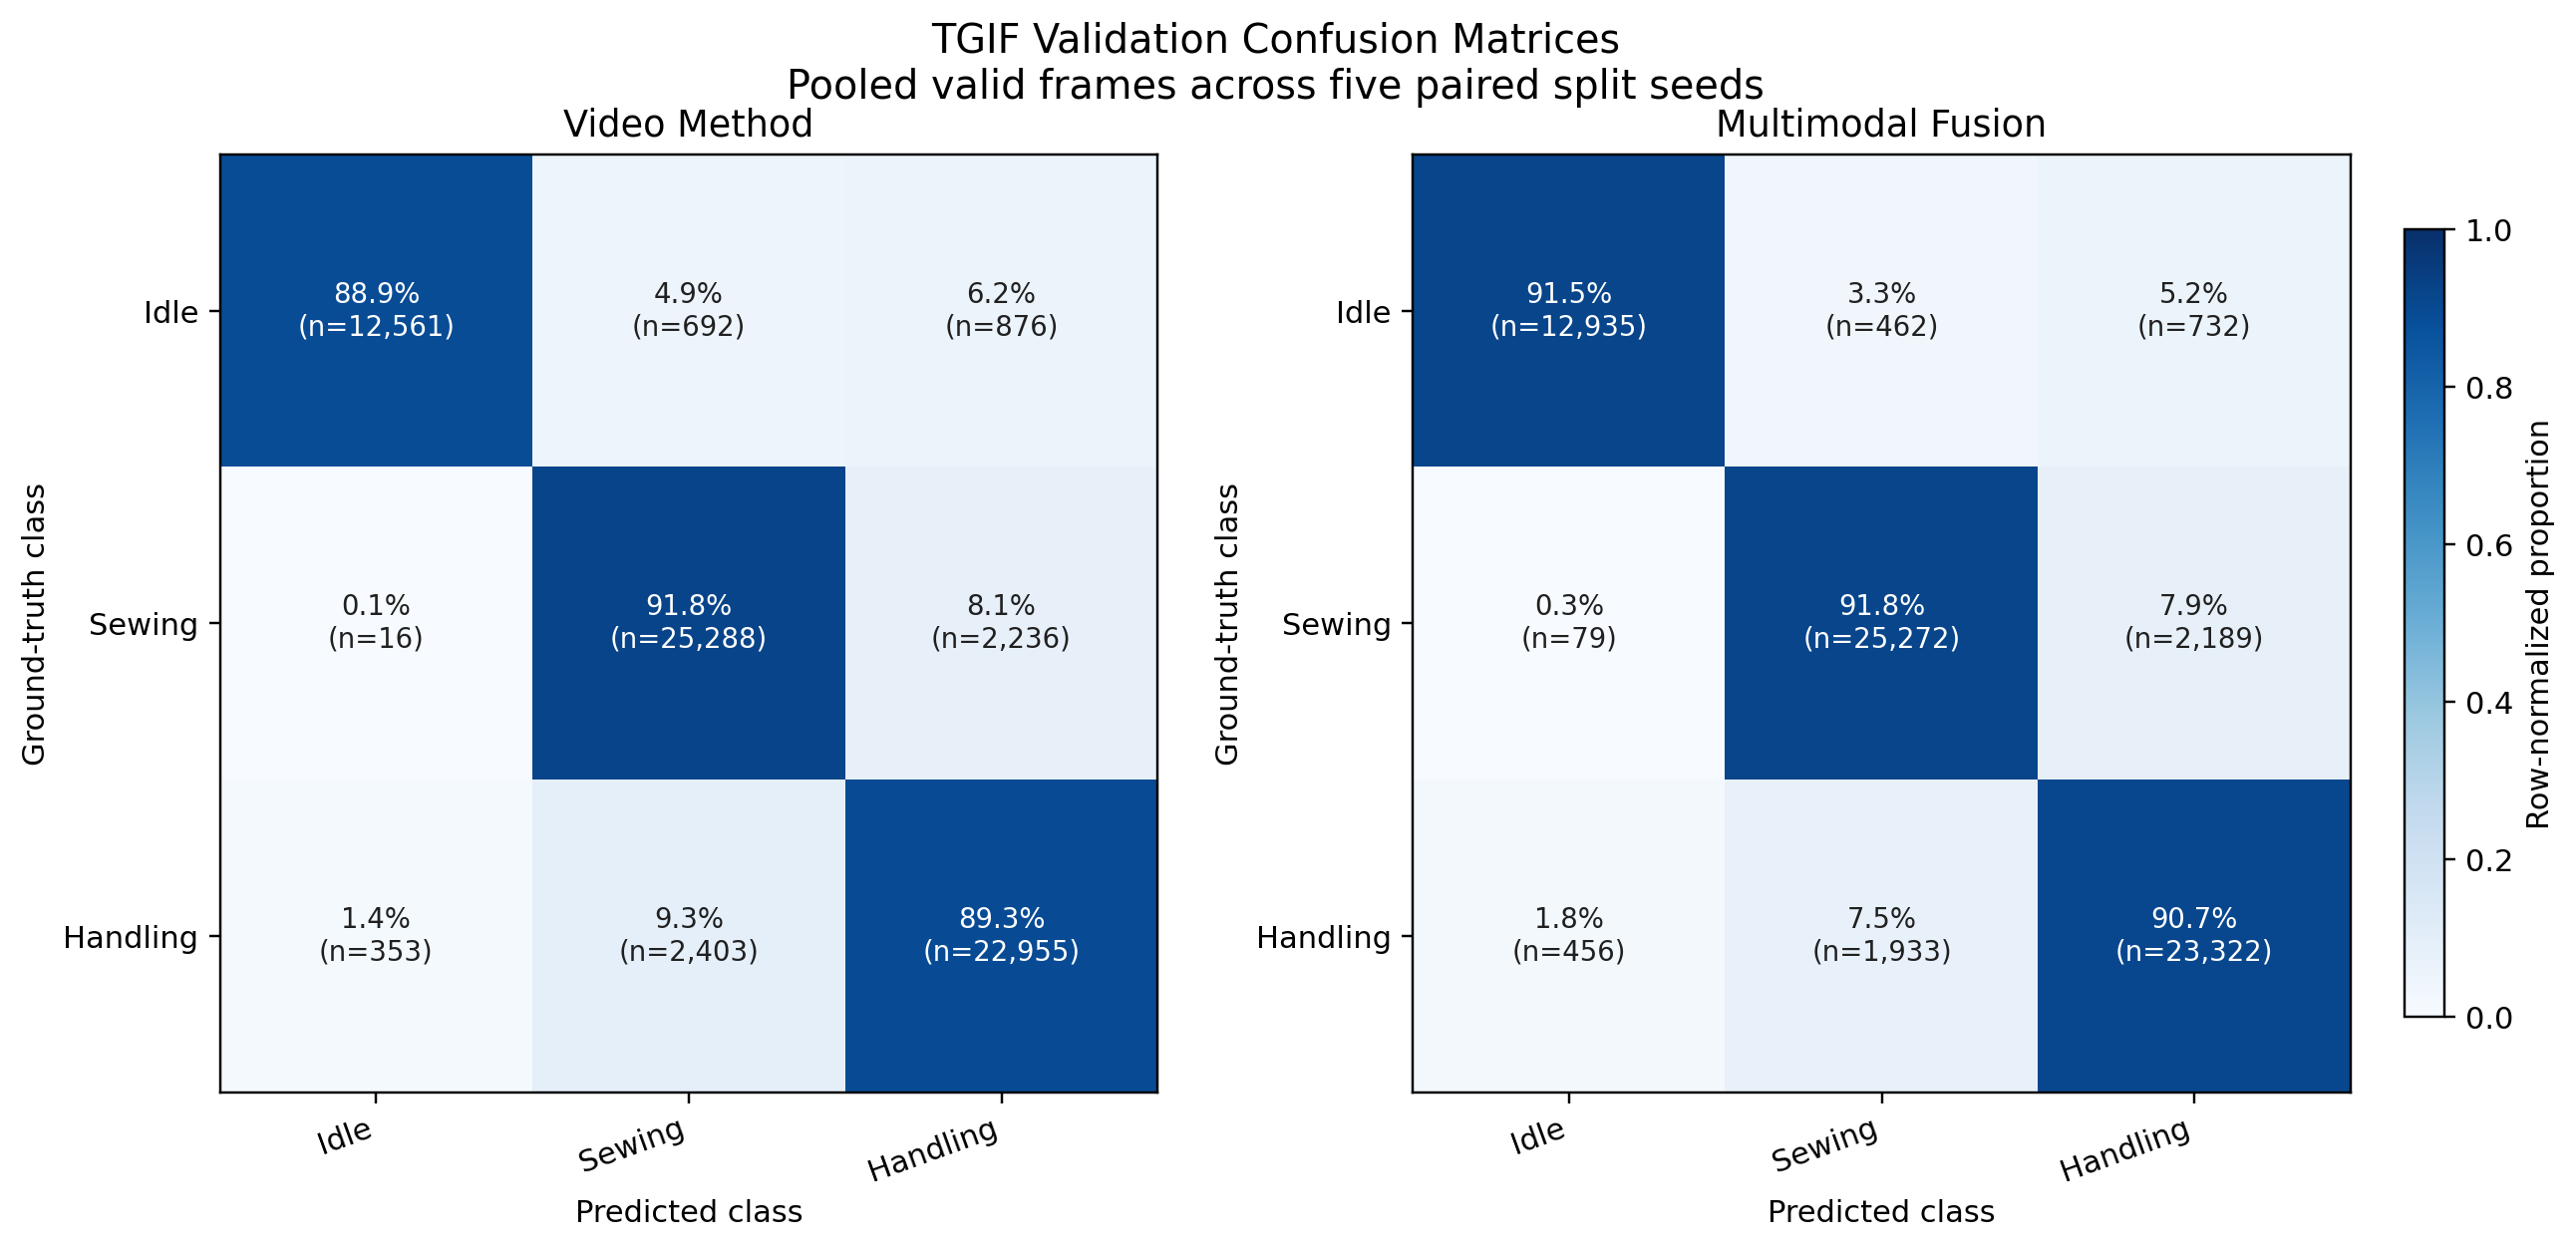 TGIF Validation Confusion Matrices
Pooled valid frames across five paired split seeds
Video Method
Ground-truth class
Idle
88.9%
(n=12,561)
4.9%
(n=692)
6.2%
(n=876)
Sewing
0.1%
(n=16)
91.8%
(n=25,288)
8.1%
(n=2,236)
Handling
1.4%
(n=353)
9.3%
(n=2,403)
89.3%
(n=22,955)
Idle
Sewing
Handling
Predicted class
Multimodal Fusion
Ground-truth class
Idle
91.5%
(n=12,935)
3.3%
(n=462)
5.2%
(n=732)
Sewing
0.3%
(n=79)
91.8%
(n=25,272)
7.9%
(n=2,189)
Handling
1.8%
(n=456)
7.5%
(n=1,933)
90.7%
(n=23,322)
Idle
Sewing
Handling
Predicted class
1.0
0.8
0.6
0.4
0.2
0.0
Row-normalized proportion